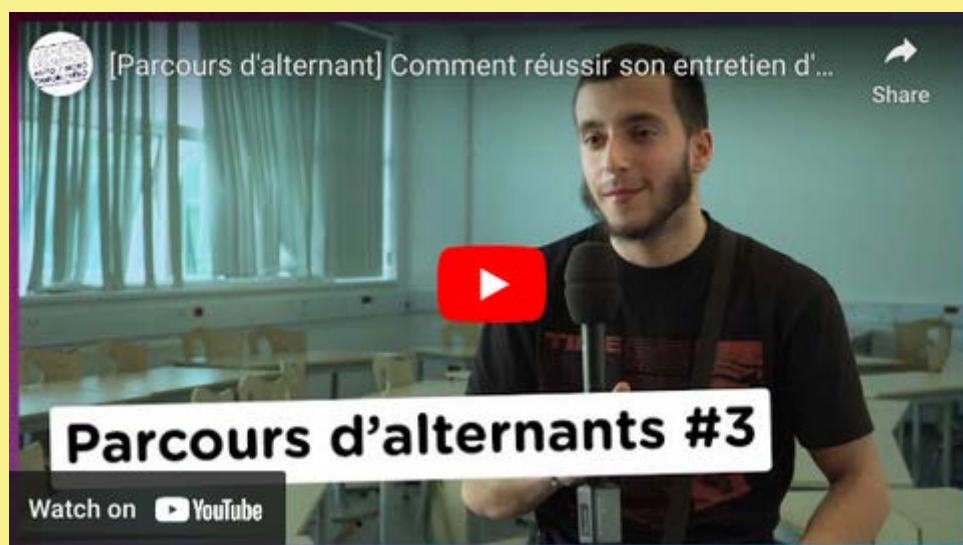 [Parcours d'alternant] Comment réussir son entretien d'...
Share
Parcours d'alternants #3
Watch on YouTube